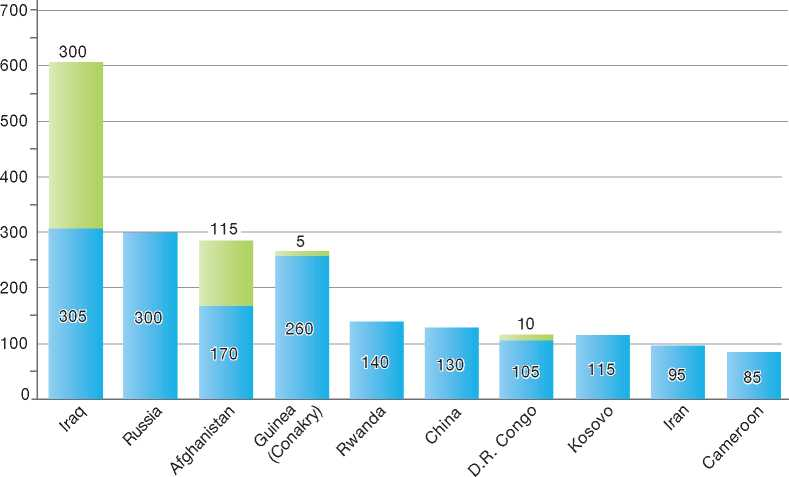 700
600
500
400
300
200
100
0
300
305
300
115
170
5
260
140
130
10
105
115
95
85
Iraq
Russia
Afghanistan
Guinea
(Conakry)
Rwanda
China
D.R. Congo
Kosovo
Iran
Cameroon